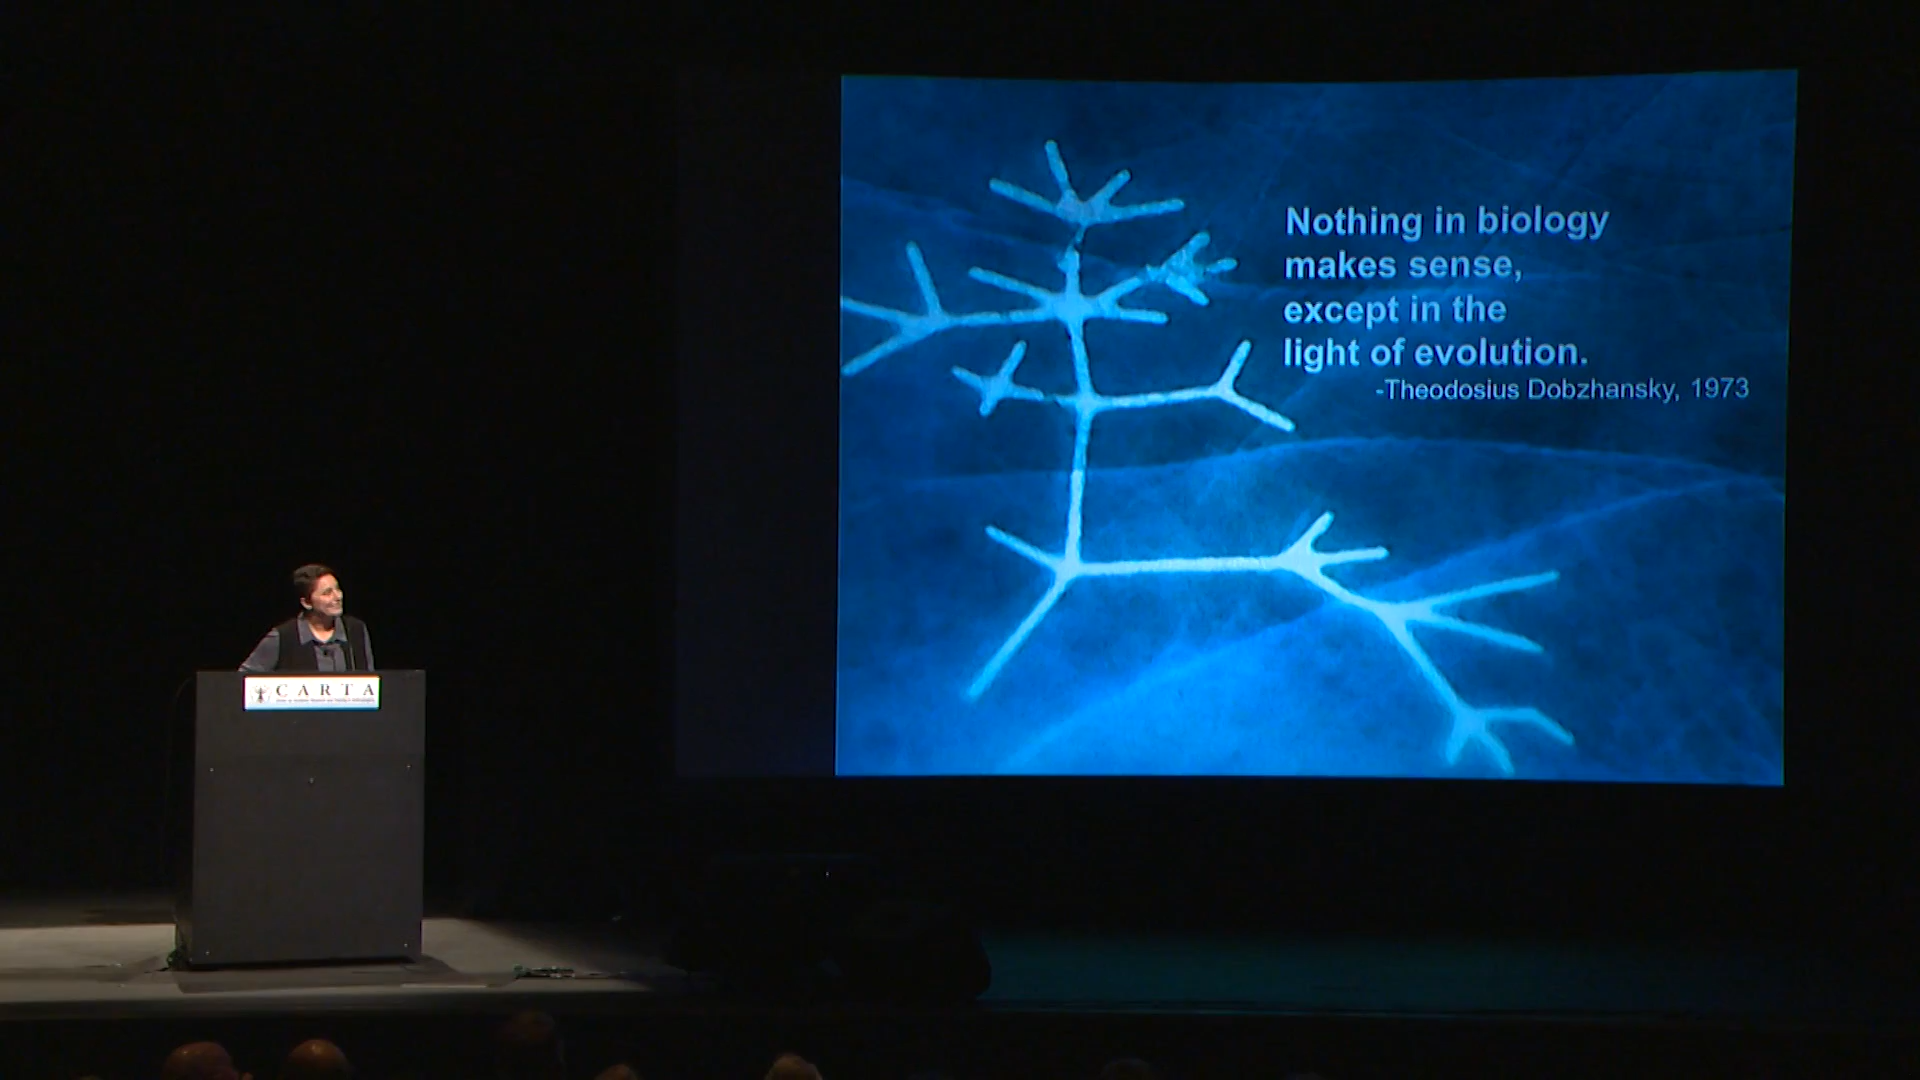 Nothing in biology
makes sense,
except in the
light of evolution.
-Theodosius Dobzhansky, 1973
CARTA